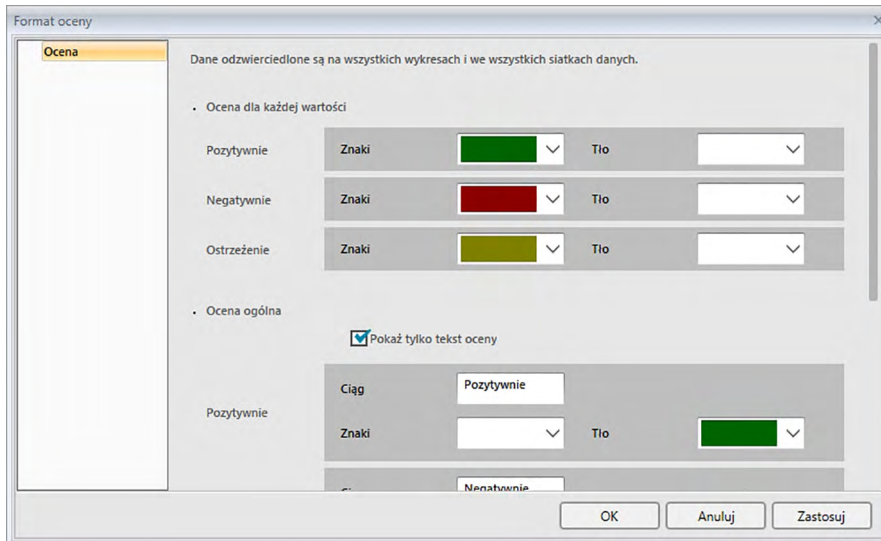 Format oceny
Ocena
Dane odzwierciedlone są na wszystkich wykresach i we wszystkich siatkach danych.
• Ocena dla każdej wartości
Pozytywnie Znaki Tło
Negatywnie Znaki Tło
Ostrzeżenie Znaki Tło
• Ocena ogólna
Pokaż tylko tekst oceny
Pozytywnie
Ciąg Pozytywnie
Znaki Tło
Negatywnie
OK Anuluj Zastosuj